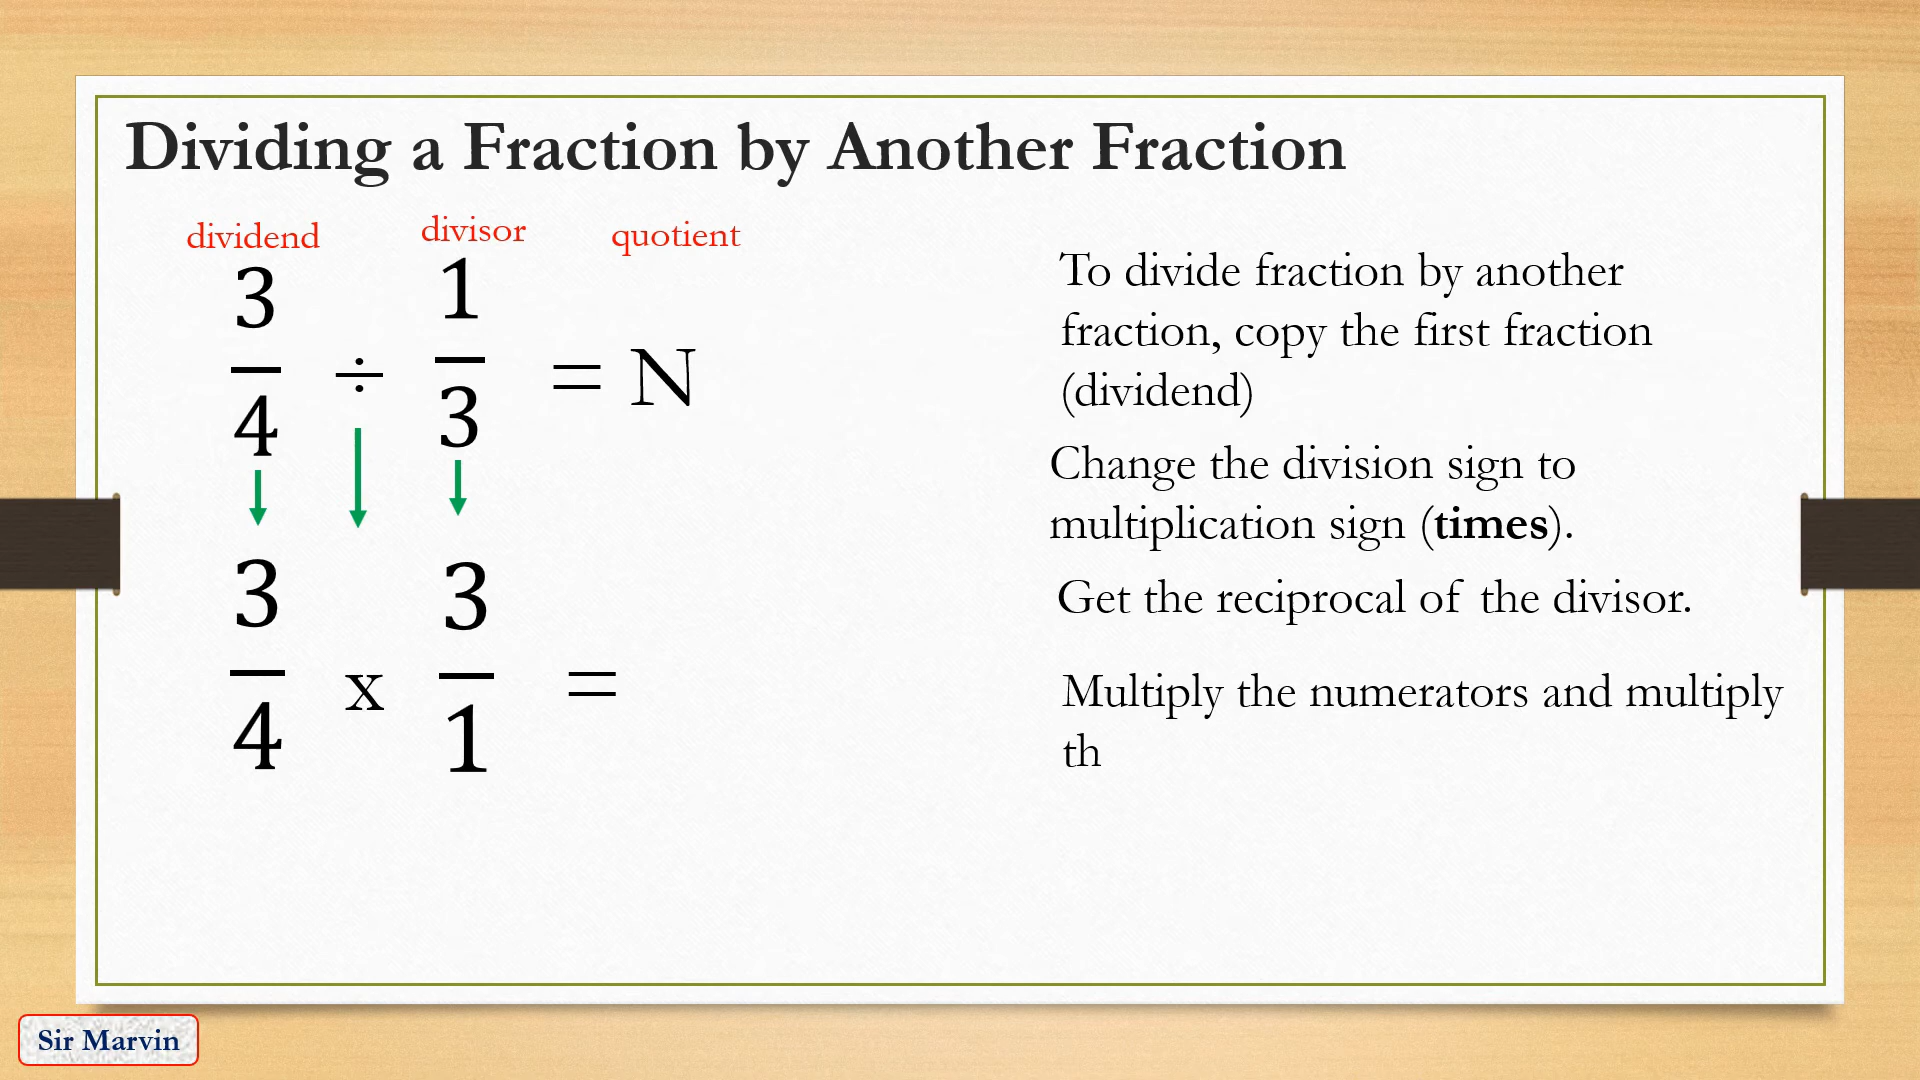 Dividing a Fraction by Another Fraction
dividend divisor quotient
3/4 ÷ 1/3 = N
3/4 x 3/1 =
To divide fraction by another
fraction, copy the first fraction
(dividend)
Change the division sign to
multiplication sign (times).
Get the reciprocal of the divisor.
Multiply the numerators and multiply
th
Sir Marvin